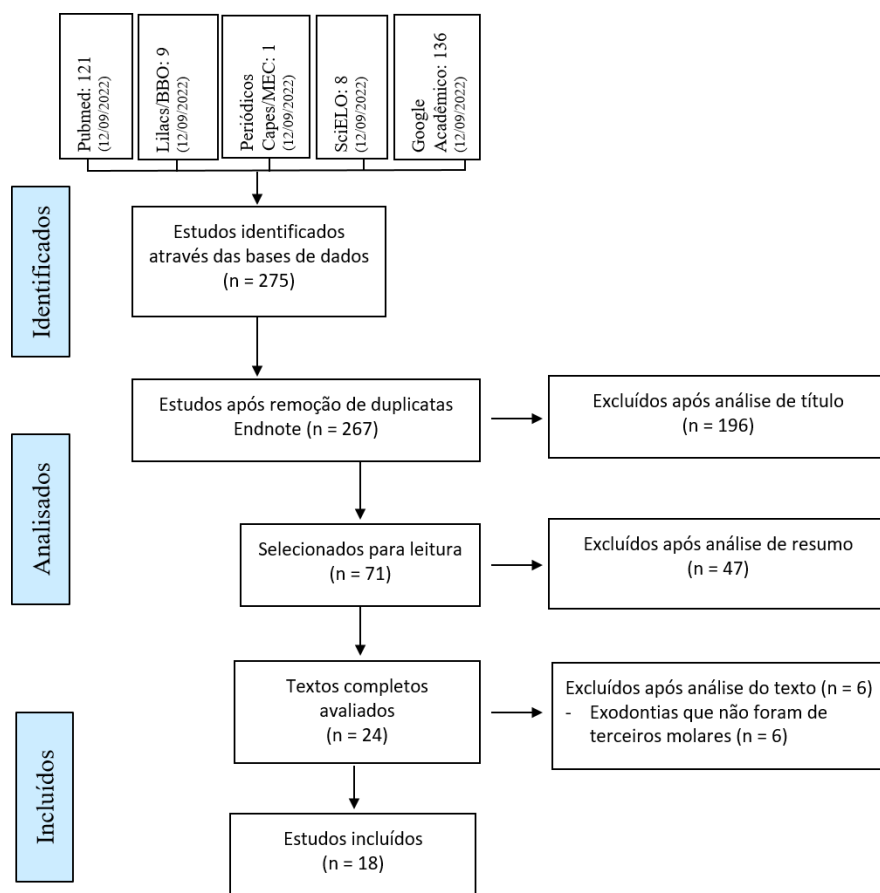 Pubmed: 121
(12/09/2022)
Lilacs/BBO: 9
(12/09/2022)
Periódicos
Capes/MEC: 1
(12/09/2022)
SciELO: 8
(12/09/2022)
Google
Acadêmico: 136
(12/09/2022)
Identificados
Estudos identificados
através das bases de dados
(n = 275)
Estudos após remoção de duplicatas
Endnote (n = 267)
Excluídos após análise de título
(n = 196)
Analisados
Selecionados para leitura
(n = 71)
Excluídos após análise de resumo
(n = 47)
Textos completos
avaliados
(n = 24)
Excluídos após análise do texto (n = 6)
- Exodontias que não foram de
terceiros molares (n = 6)
Incluídos
Estudos incluídos
(n = 18)